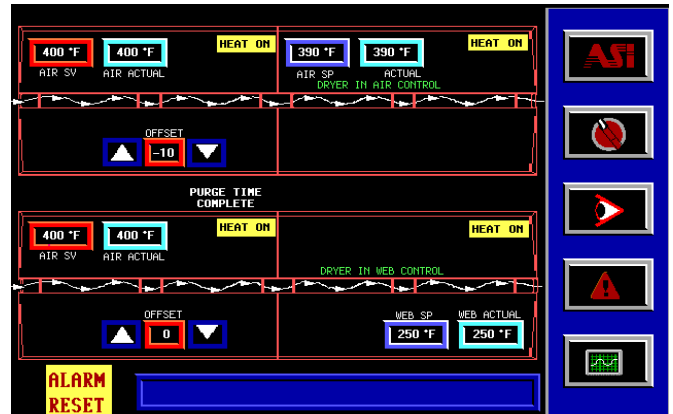 400 °F 400 °F HEAT ON 390 °F 390 °F HEAT ON
AIR SV AIR ACTUAL AIR SP ACTUAL
DRYER IN AIR CONTROL
OFFSET
-10
PURGE TIME
COMPLETE
400 °F 400 °F HEAT ON HEAT ON
AIR SV AIR ACTUAL
DRYER IN WEB CONTROL
OFFSET WEB SP WEB ACTUAL
0 250 °F 250 °F
ALARM
RESET
ASi